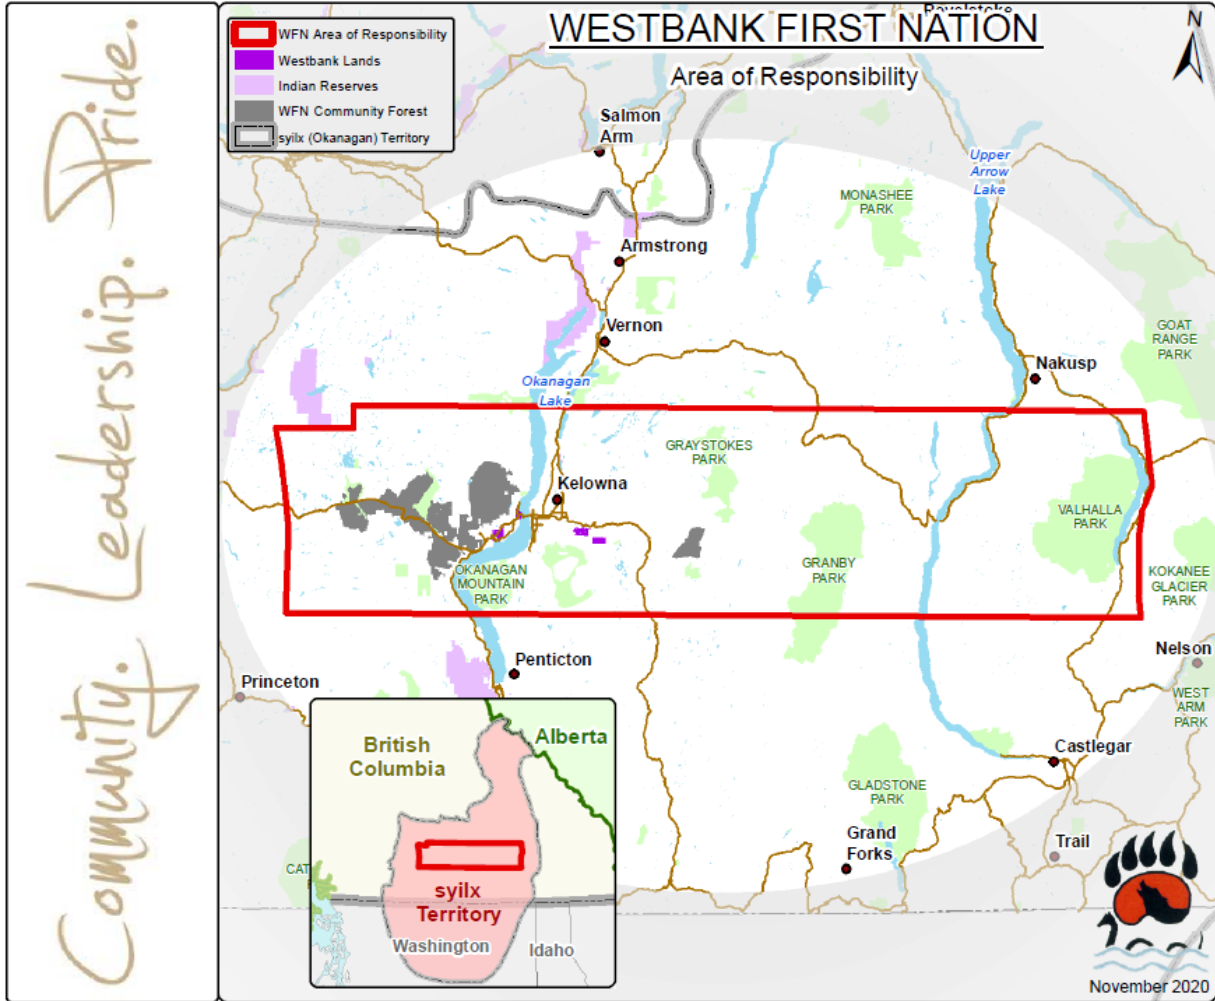 Community. Leadership. Pride.
WESTBANK FIRST NATION
Area of Responsibility
WFN Area of Responsibility
Westbank Lands
Indian Reserves
WFN Community Forest
syilx (Okanagan) Territory
Revelstoke
N
Salmon
Arm
Upper
Arrow
Lake
MONASHEE
PARK
Armstrong
Vernon
GOAT
RANGE
PARK
Nakusp
Okanagan
Lake
GRAYSTOKES
PARK
Kelowna
VALHALLA
PARK
OKANAGAN
MOUNTAIN
PARK
GRANBY
PARK
KOKANEE
GLACIER
PARK
Penticton
Nelson
Princeton
WEST
ARM
PARK
British
Columbia
Alberta
Castlegar
GLADSTONE
PARK
Grand
Forks
Trail
CAT
syilx
Territory
Washington
Idaho
November 2020